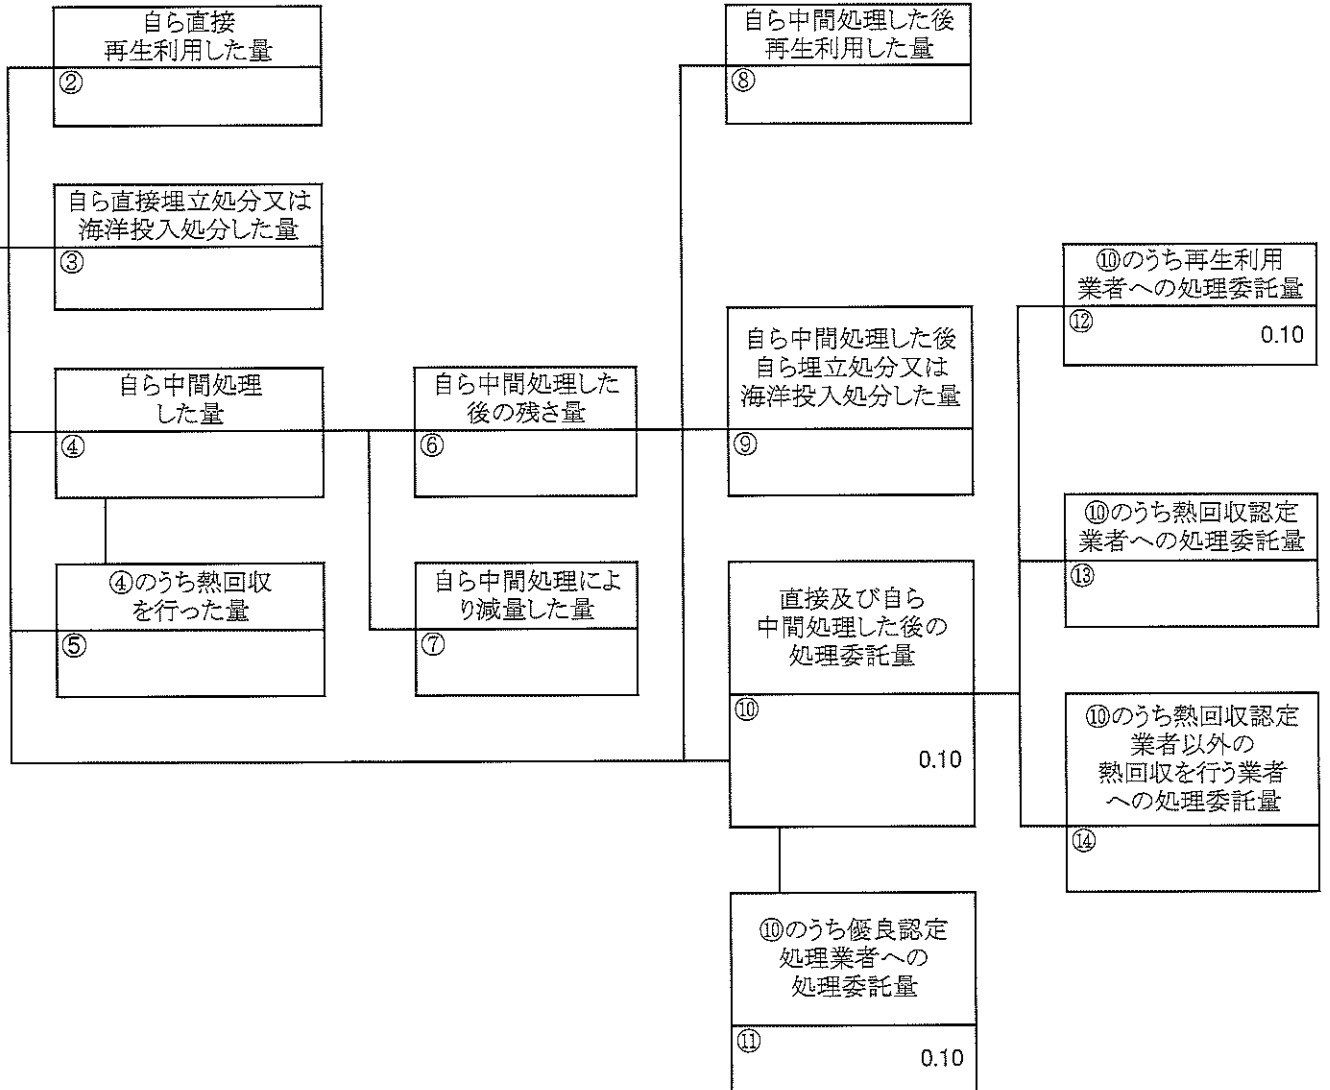 自ら直接
再生利用した量
②
自ら直接埋立処分又は
海洋投入処分した量
③
自ら中間処理
した量
④
④のうち熱回収
を行った量
⑤
自ら中間処理した
後の残さ量
⑥
自ら中間処理によ
り減量した量
⑦
自ら中間処理した後
再生利用した量
⑧
自ら中間処理した後
自ら埋立処分又は
海洋投入処分した量
⑨
直接及び自ら
中間処理した後の
処理委託量
⑩
0.10
⑩のうち優良認定
処理業者への
処理委託量
⑪
0.10
⑩のうち再生利用
業者への処理委託量
⑫
0.10
⑩のうち熱回収認定
業者への処理委託量
⑬
⑩のうち熱回収認定
業者以外の
熱回収を行う業者
への処理委託量
⑭